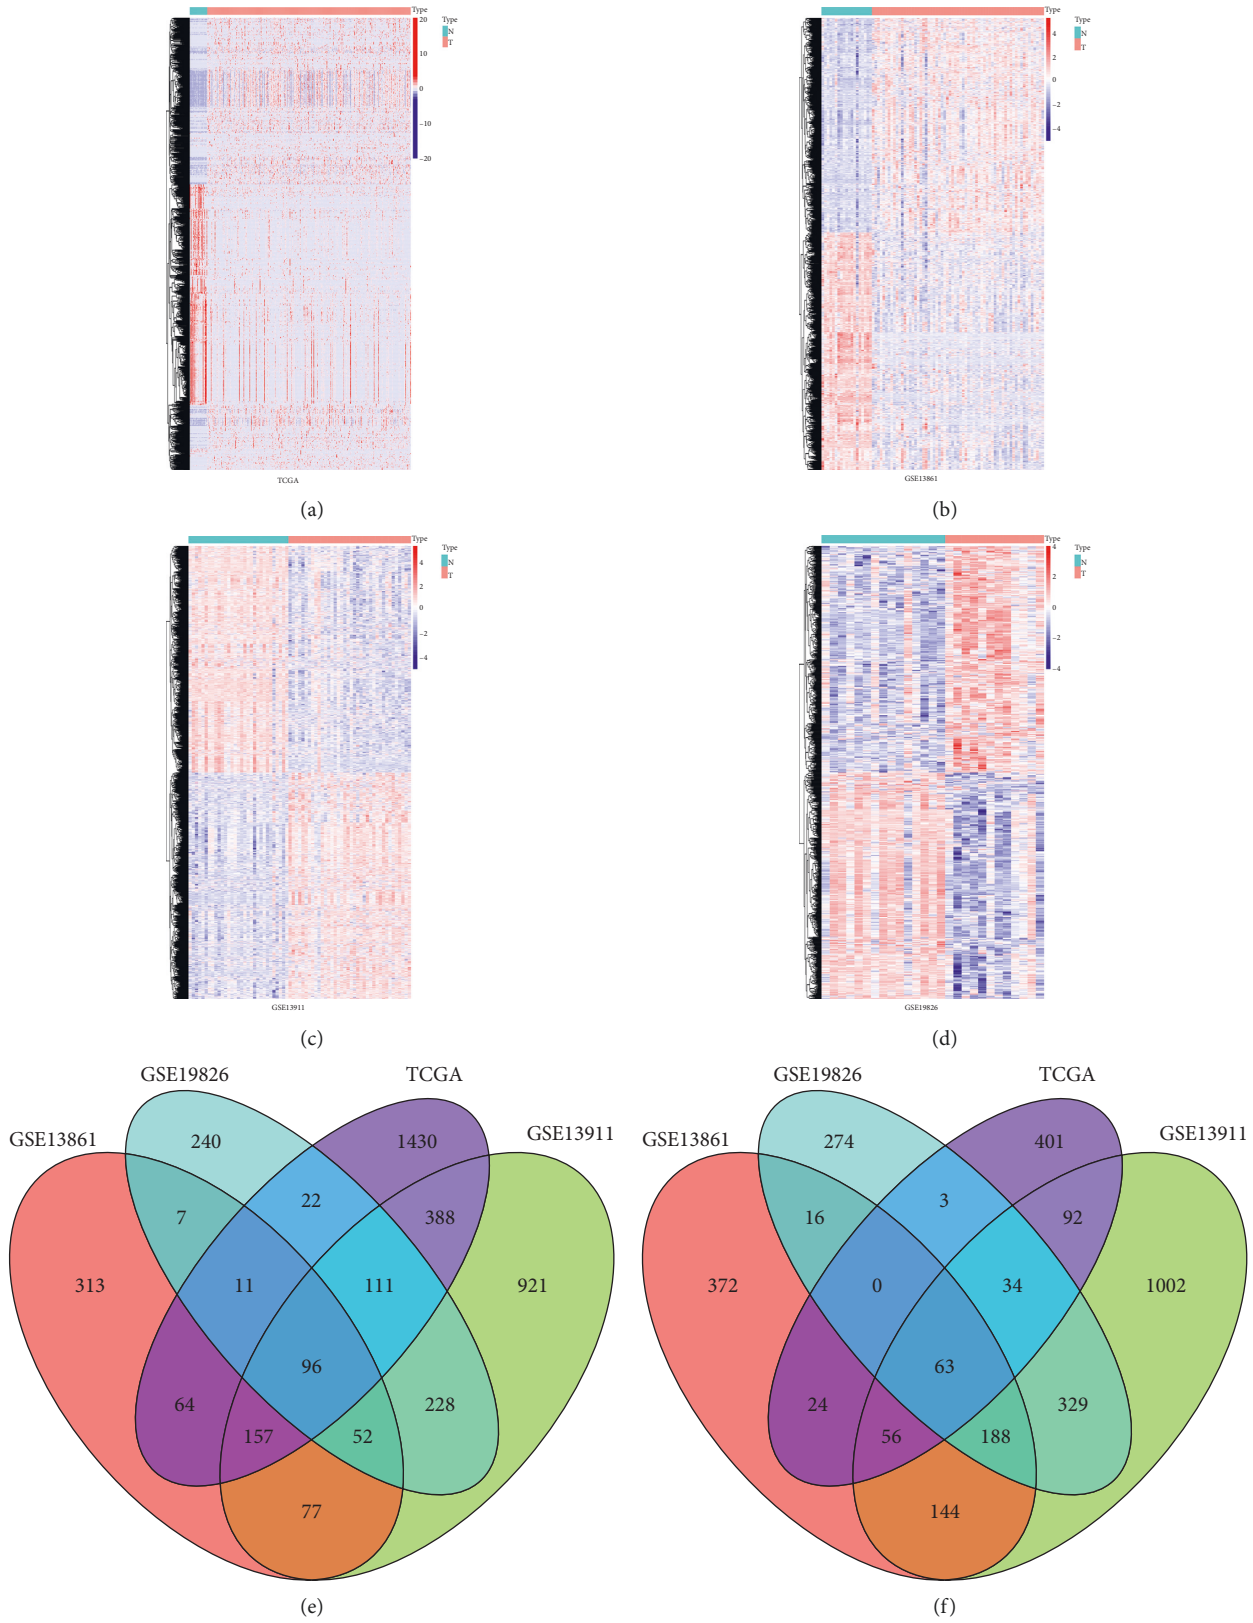 Type
20
10
0
−10
−20
Type
N
T
TCGA
(a)
Type
4
2
0
−2
−4
Type
N
T
GSE13861
(b)
Type
4
2
0
−2
−4
Type
N
T
GSE13911
(c)
Type
4
2
0
−2
−4
Type
N
T
GSE19826
(d)
GSE19826
TCGA
GSE13861
GSE13911
240
1430
7
22
388
313
11
111
921
96
64
157
52
228
77
(e)
GSE19826
TCGA
GSE13861
GSE13911
274
401
16
3
92
372
0
34
1002
63
24
56
188
329
144
(f)